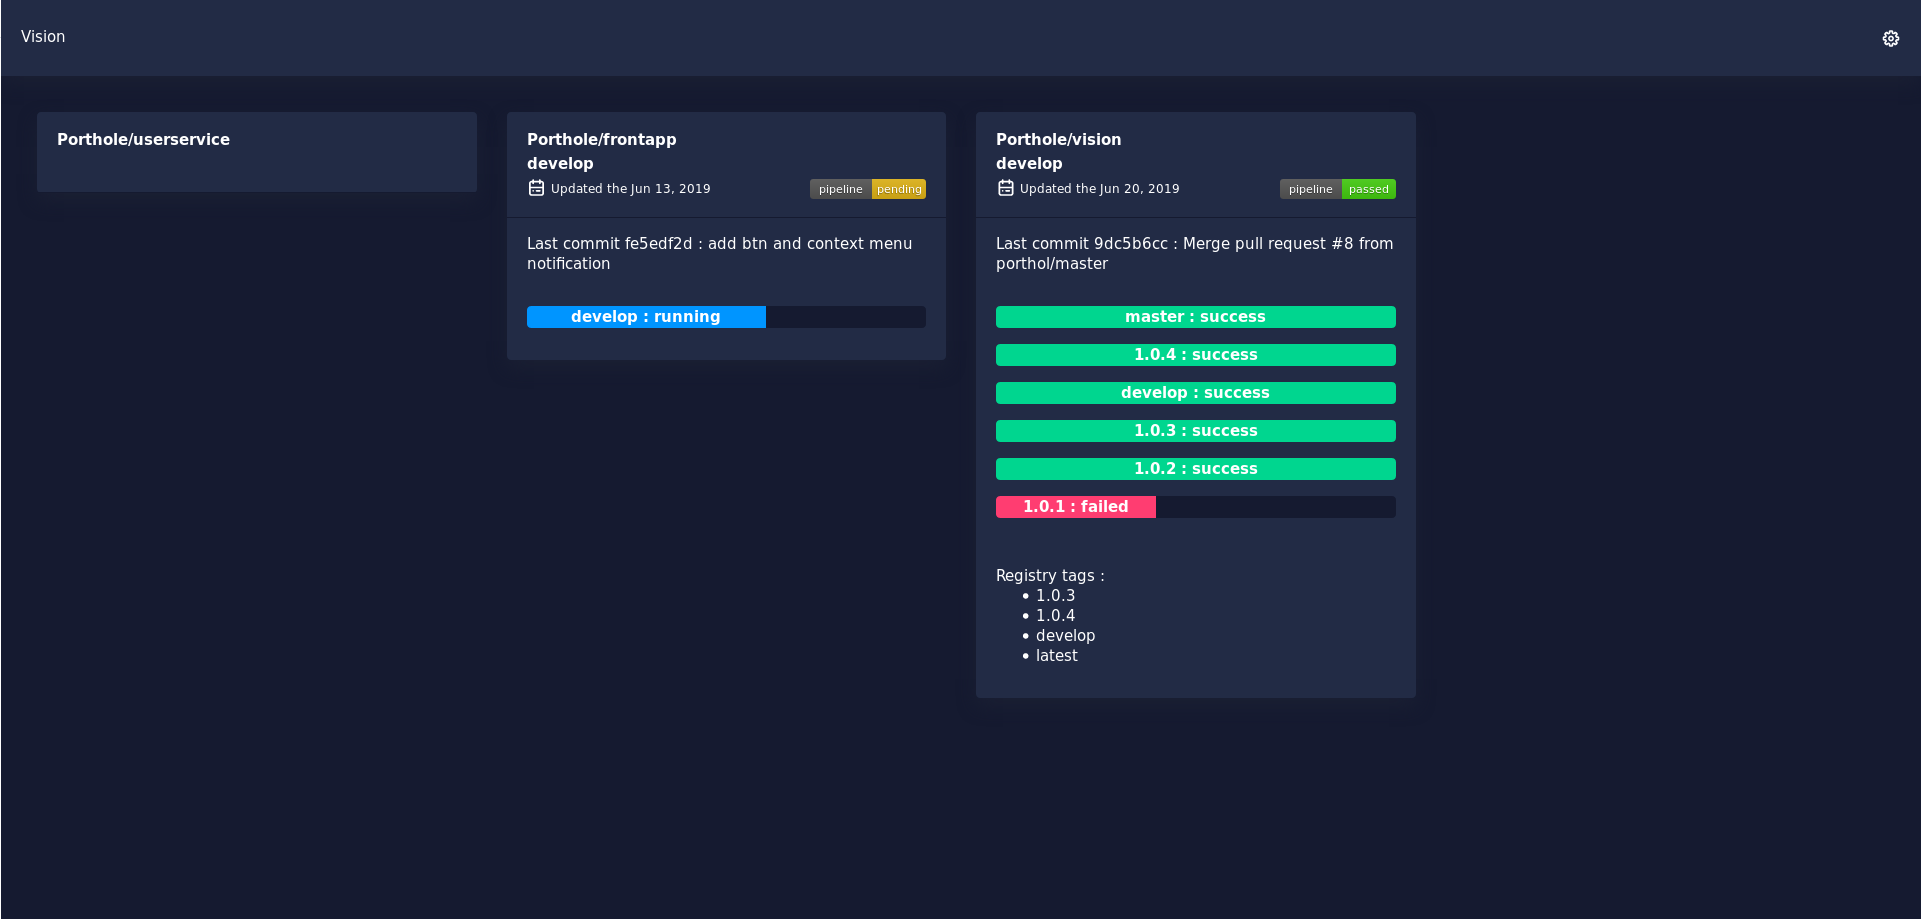 Vision
Porthole/userservice
Porthole/frontapp
develop
Updated the Jun 13, 2019
pipeline pending
Last commit fe5edf2d : add btn and context menu
notification
develop : running
Porthole/vision
develop
Updated the Jun 20, 2019
pipeline passed
Last commit 9dc5b6cc : Merge pull request #8 from
porthol/master
master : success
1.0.4 : success
develop : success
1.0.3 : success
1.0.2 : success
1.0.1 : failed
Registry tags :
1.0.3
1.0.4
develop
latest